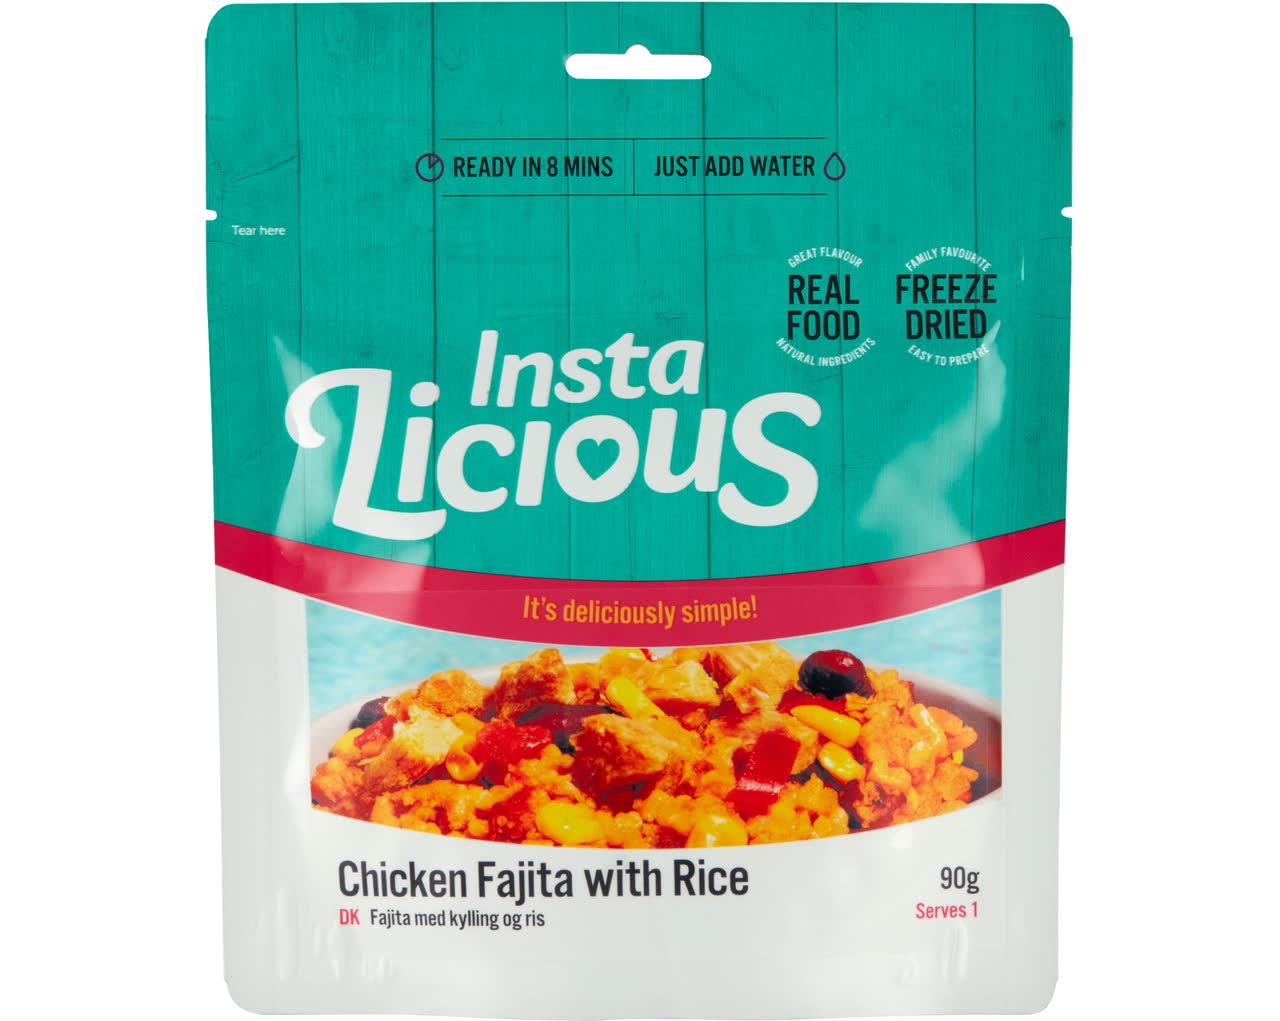 READY IN 8 MINS
JUST ADD WATER
Tear here
GREAT FLAVOUR
REAL
FOOD
NATURAL INGREDIENTS
FAMILY FAVOURITE
FREEZE
DRIED
EASY TO PREPARE
Insta
Licious
It's deliciously simple!
Chicken Fajita with Rice
90g
DK Fajita med kylling og ris
Serves 1